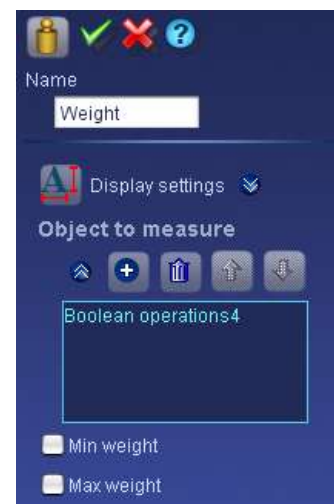 Name
Weight
Display settings
Object to measure
Boolean operations4
Min weight
Max weight